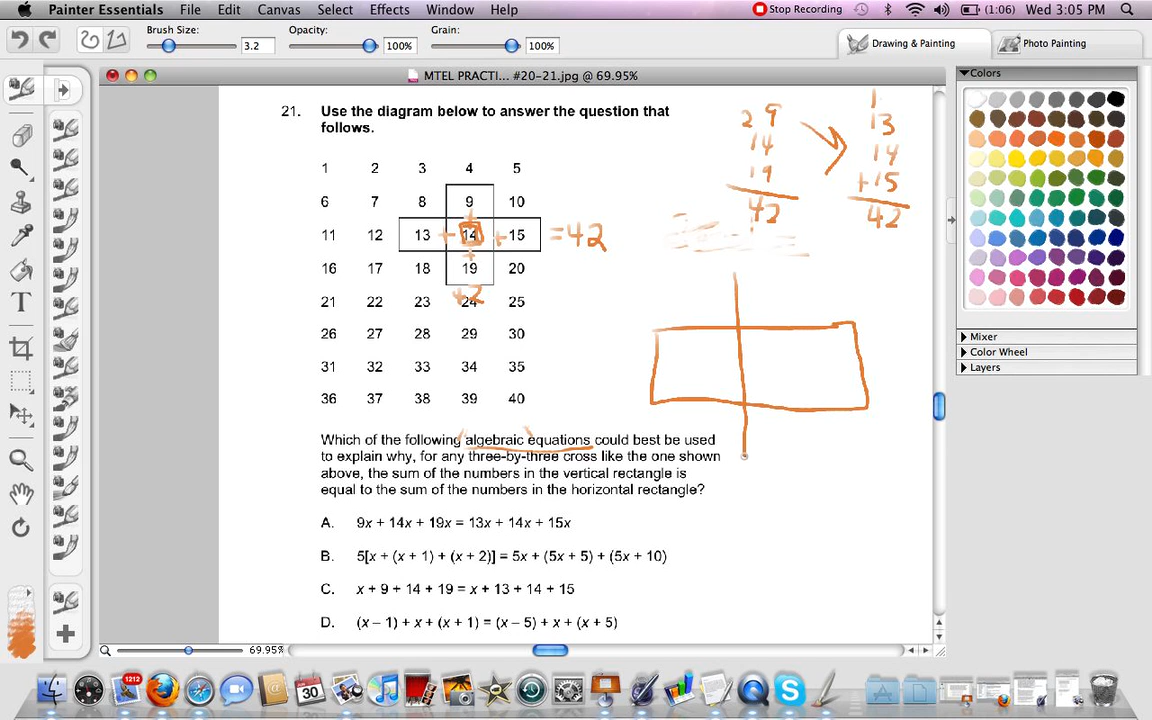 Painter Essentials File Edit Canvas Select Effects Window Help Stop Recording (1:06) Wed 3:05 PM
Brush Size: Opacity: Grain:
3.2 100% 100%
Drawing & Painting Photo Painting
MTEL PRACTI... #20-21.jpg @ 69.95%
Colors
Mixer
Color Wheel
Layers
21. Use the diagram below to answer the question that
follows.
1 2 3 4 5
6 7 8 9 10
11 12 13 + 14 + 15 = 42
16 17 18 19 20
21 22 23 24 25
26 27 28 29 30
31 32 33 34 35
36 37 38 39 40
+
+
+2
2 9
14
19
42
1
13
14
+15
42
Which of the following algebraic equations could best be used
to explain why, for any three-by-three cross like the one shown
above, the sum of the numbers in the vertical rectangle is
equal to the sum of the numbers in the horizontal rectangle?
A. 9x + 14x + 19x = 13x + 14x + 15x
B. 5[x + (x + 1) + (x + 2)] = 5x + (5x + 5) + (5x + 10)
C. x + 9 + 14 + 19 = x + 13 + 14 + 15
D. (x – 1) + x + (x + 1) = (x – 5) + x + (x + 5)
69.95%
1212
JUN
30